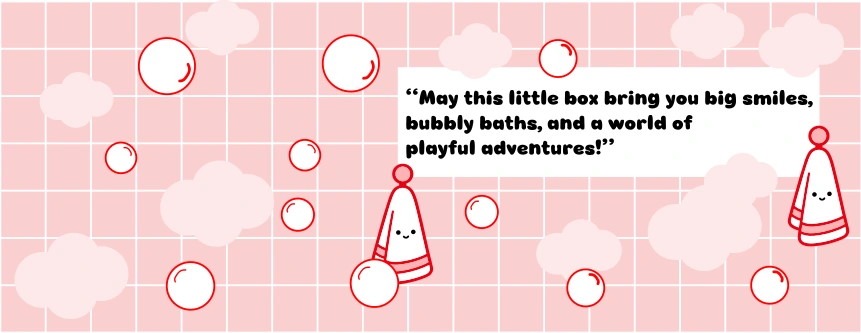 “May this little box bring you big smiles,
bubbly baths, and a world of
playful adventures!”